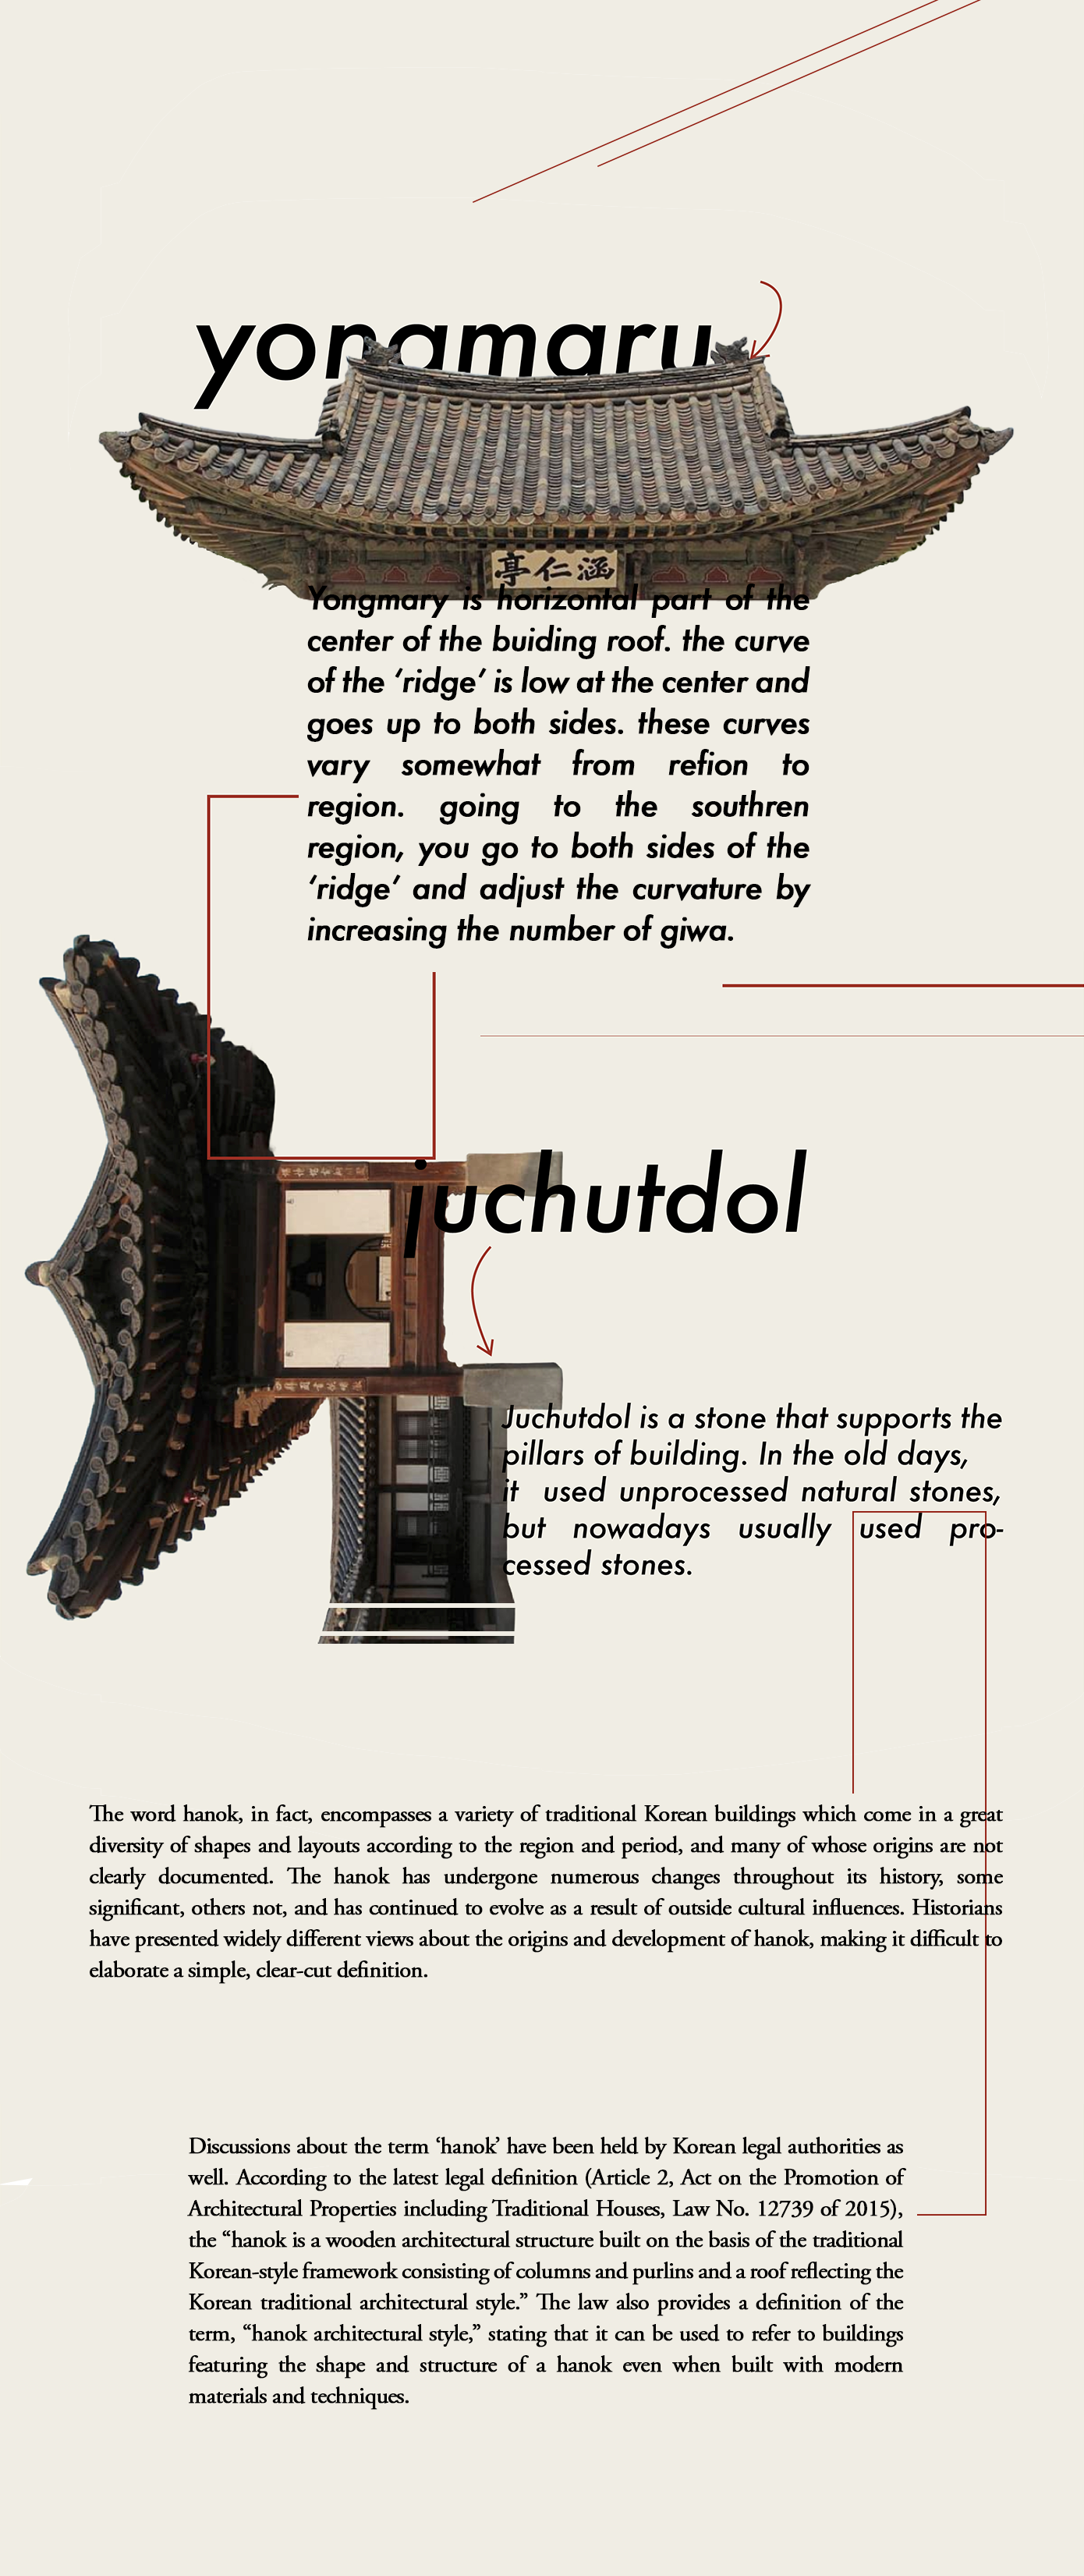 yongmaru
亭仁涵
Yongmary is horizontal part of the
center of the buiding roof. the curve
of the ‘ridge’ is low at the center and
goes up to both sides. these curves
vary somewhat from refion to
region. going to the southren
region, you go to both sides of the
‘ridge’ and adjust the curvature by
increasing the number of giwa.
juchutdol
Juchutdol is a stone that supports the
pillars of building. In the old days,
it used unprocessed natural stones,
but nowadays usually used pro-
cessed stones.
The word hanok, in fact, encompasses a variety of traditional Korean buildings which come in a great
diversity of shapes and layouts according to the region and period, and many of whose origins are not
clearly documented. The hanok has undergone numerous changes throughout its history, some
significant, others not, and has continued to evolve as a result of outside cultural influences. Historians
have presented widely different views about the origins and development of hanok, making it difficult to
elaborate a simple, clear-cut definition.
Discussions about the term ‘hanok’ have been held by Korean legal authorities as
well. According to the latest legal definition (Article 2, Act on the Promotion of
Architectural Properties including Traditional Houses, Law No. 12739 of 2015),
the “hanok is a wooden architectural structure built on the basis of the traditional
Korean-style framework consisting of columns and purlins and a roof reflecting the
Korean traditional architectural style.” The law also provides a definition of the
term, “hanok architectural style,” stating that it can be used to refer to buildings
featuring the shape and structure of a hanok even when built with modern
materials and techniques.